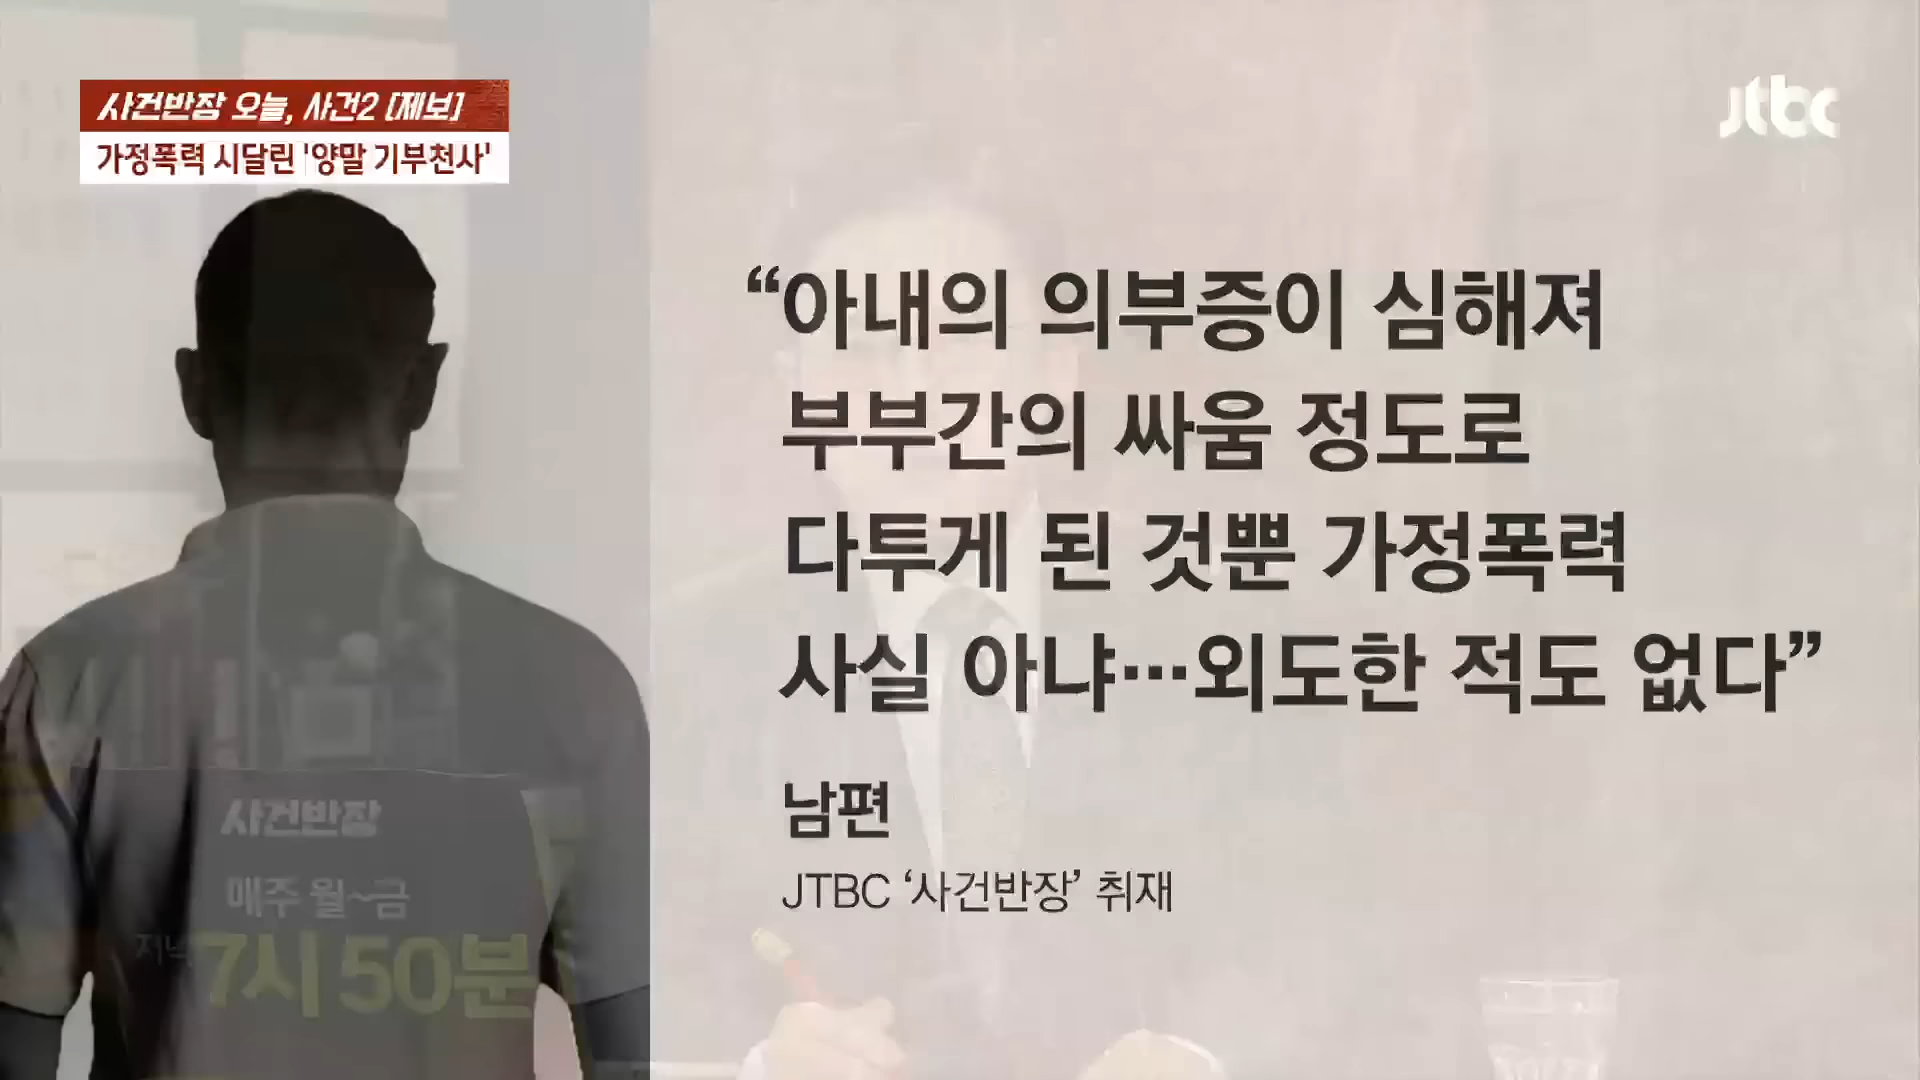 사건반장 오늘, 사건2 [제보]
가정폭력 시달린 '양말 기부천사'
jtbc
“아내의 의부증이 심해져
부부간의 싸움 정도로
다투게 된 것뿐 가정폭력
사실 아냐…외도한 적도 없다”
남편
JTBC ‘사건반장’ 취재
사건반장
매주 월~금
저녁 7시 50분